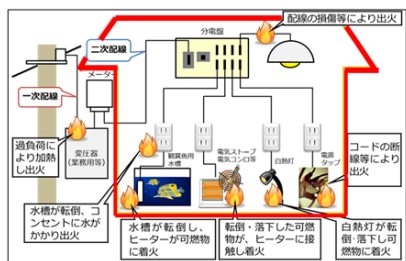 配線の損傷等により出火
分電盤
二次配線
メーター
一次配線
過負荷
により加熱
し出火
変圧器
(業務用等)
観賞魚用
水槽
電気ストーブ
電気コンロ等
白熱灯
電源
タップ
コードの断
線等により
出火
水槽が転倒、コ
ンセントに水が
かかり出火
水槽が転倒し、
ヒーターが可燃物
に着火
転倒・落下した可燃
物が、ヒーターに接
触し着火
白熱灯が転
倒・落下し可
燃物に着火